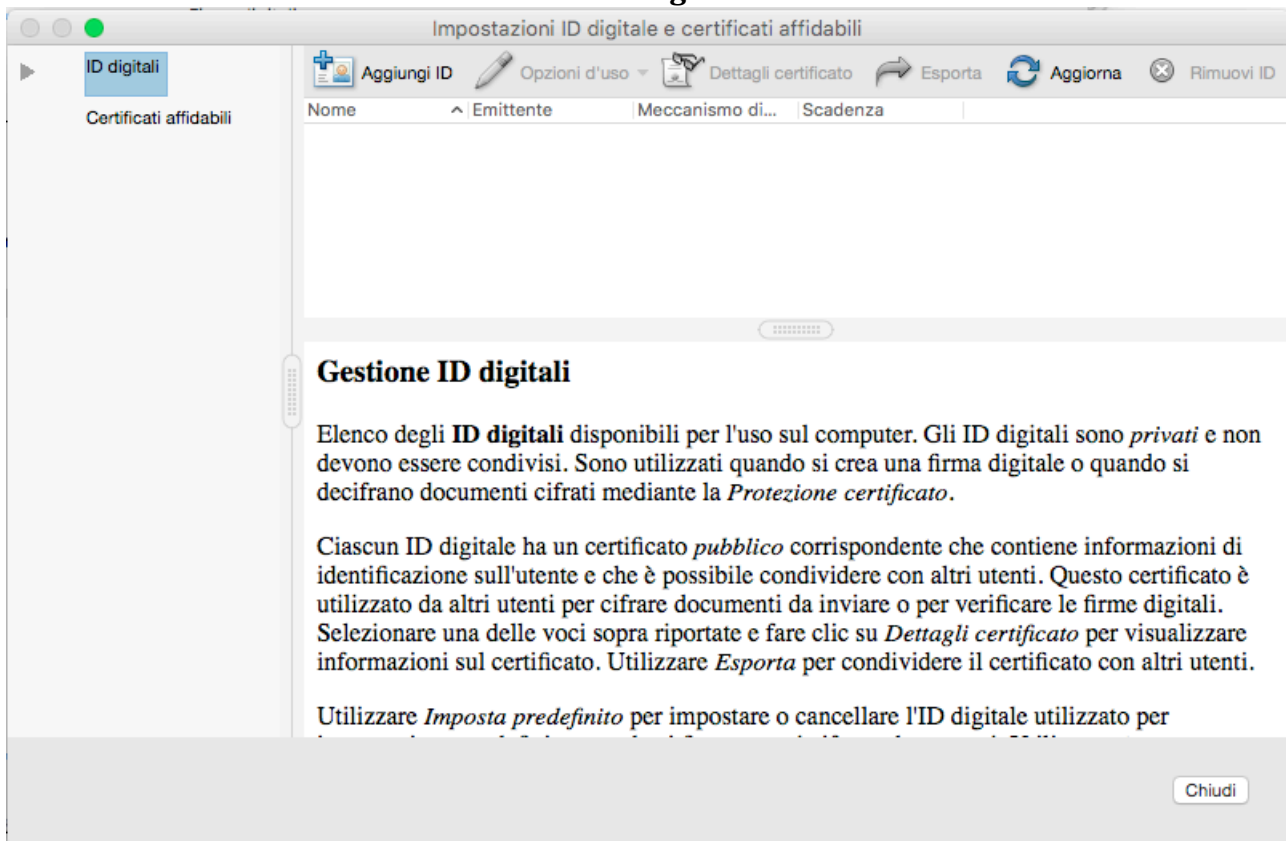 Impostazioni ID digitale e certificati affidabili
ID digitali
Certificati affidabili
Aggiungi ID Opzioni d'uso Dettagli certificato Esporta Aggiorna Rimuovi ID
Nome Emittente Meccanismo di... Scadenza
Gestione ID digitali
Elenco degli ID digitali disponibili per l'uso sul computer. Gli ID digitali sono privati e non
devono essere condivisi. Sono utilizzati quando si crea una firma digitale o quando si
decifrano documenti cifrati mediante la Protezione certificato.
Ciascun ID digitale ha un certificato pubblico corrispondente che contiene informazioni di
identificazione sull'utente e che è possibile condividere con altri utenti. Questo certificato è
utilizzato da altri utenti per cifrare documenti da inviare o per verificare le firme digitali.
Selezionare una delle voci sopra riportate e fare clic su Dettagli certificato per visualizzare
informazioni sul certificato. Utilizzare Esporta per condividere il certificato con altri utenti.
Utilizzare Imposta predefinito per impostare o cancellare l'ID digitale utilizzato per
Chiudi